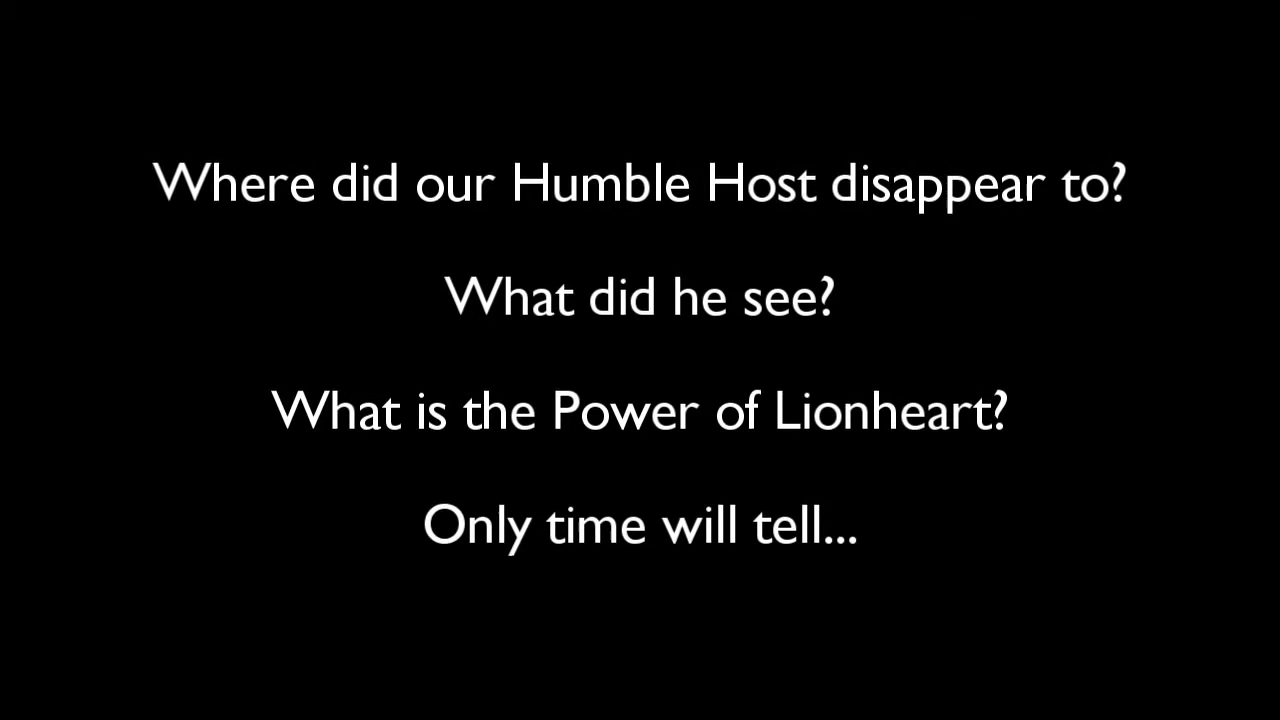 Where did our Humble Host disappear to?
What did he see?
What is the Power of Lionheart?
Only time will tell...